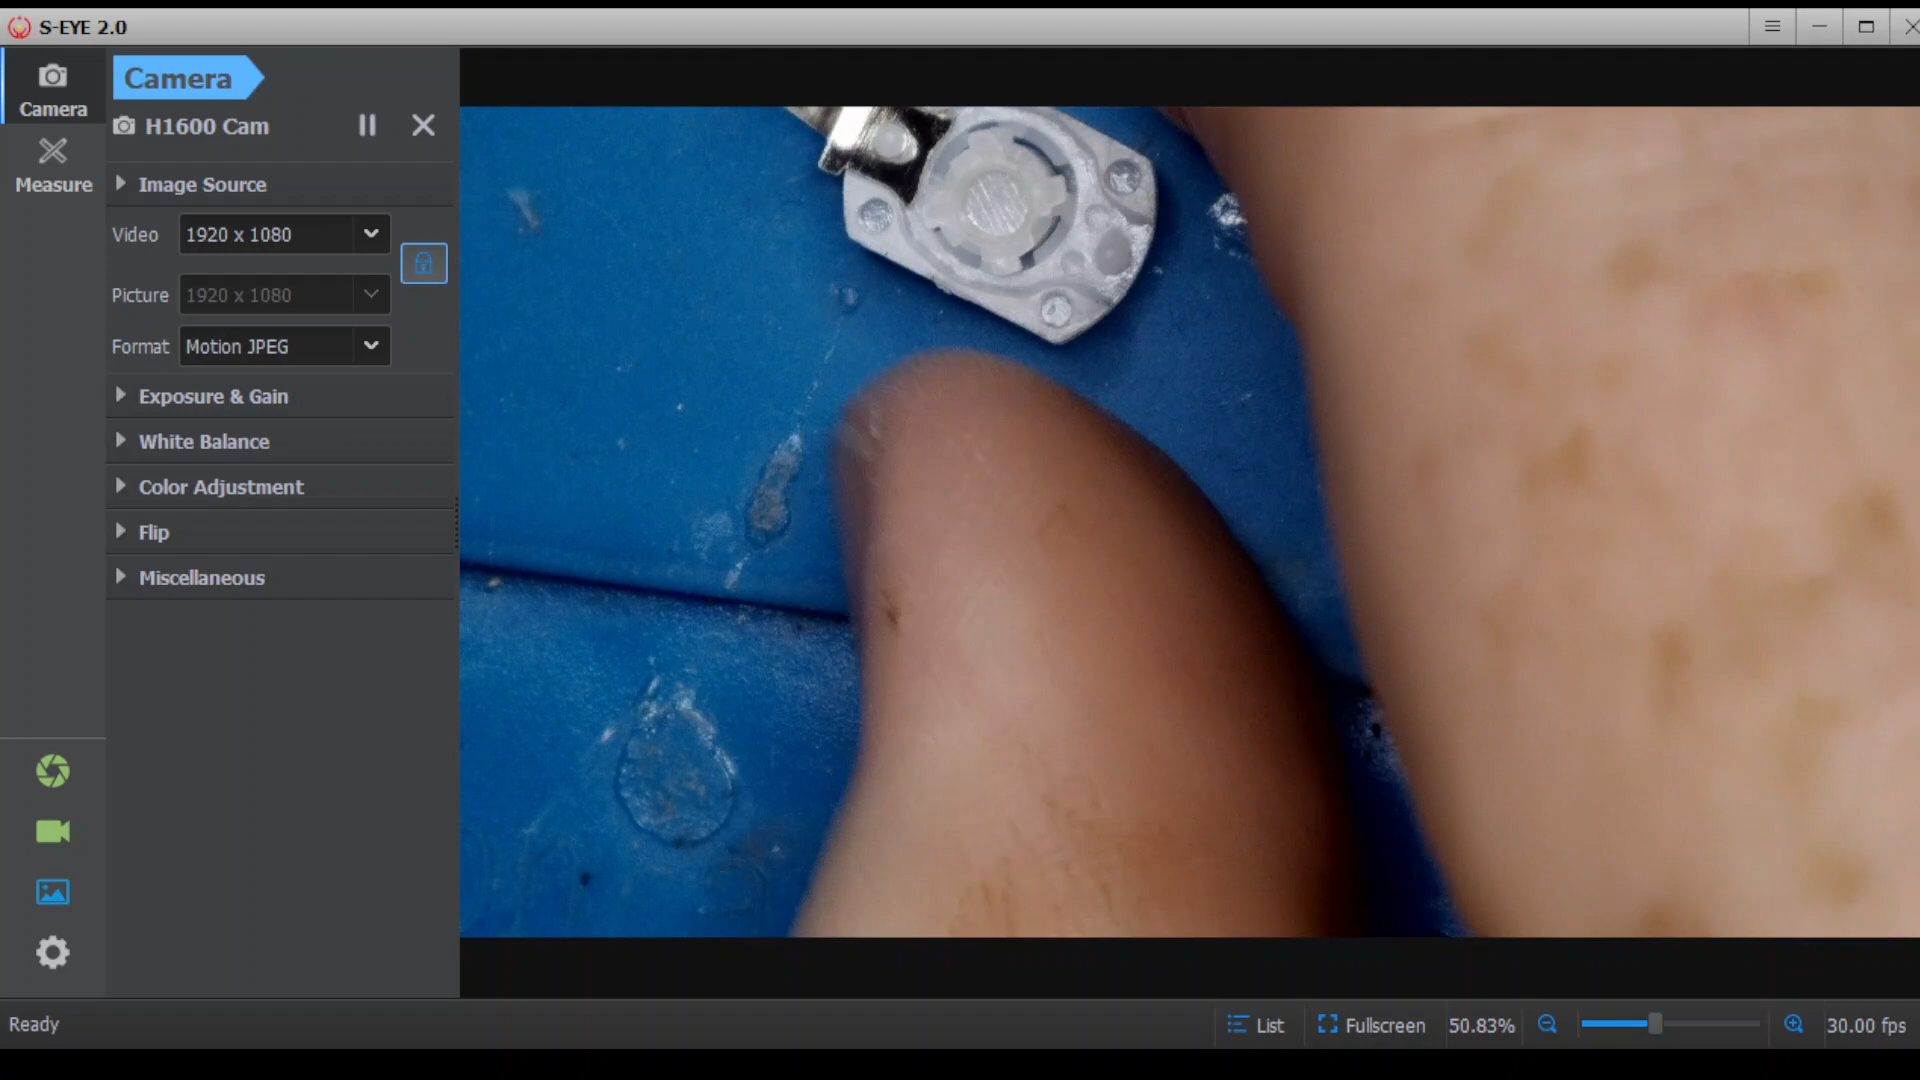 S-EYE 2.0
Camera
Measure
Camera
H1600 Cam
Image Source
Video 1920 x 1080
Picture 1920 x 1080
Format Motion JPEG
Exposure & Gain
White Balance
Color Adjustment
Flip
Miscellaneous
Ready
List
Fullscreen
50.83%
30.00 fps